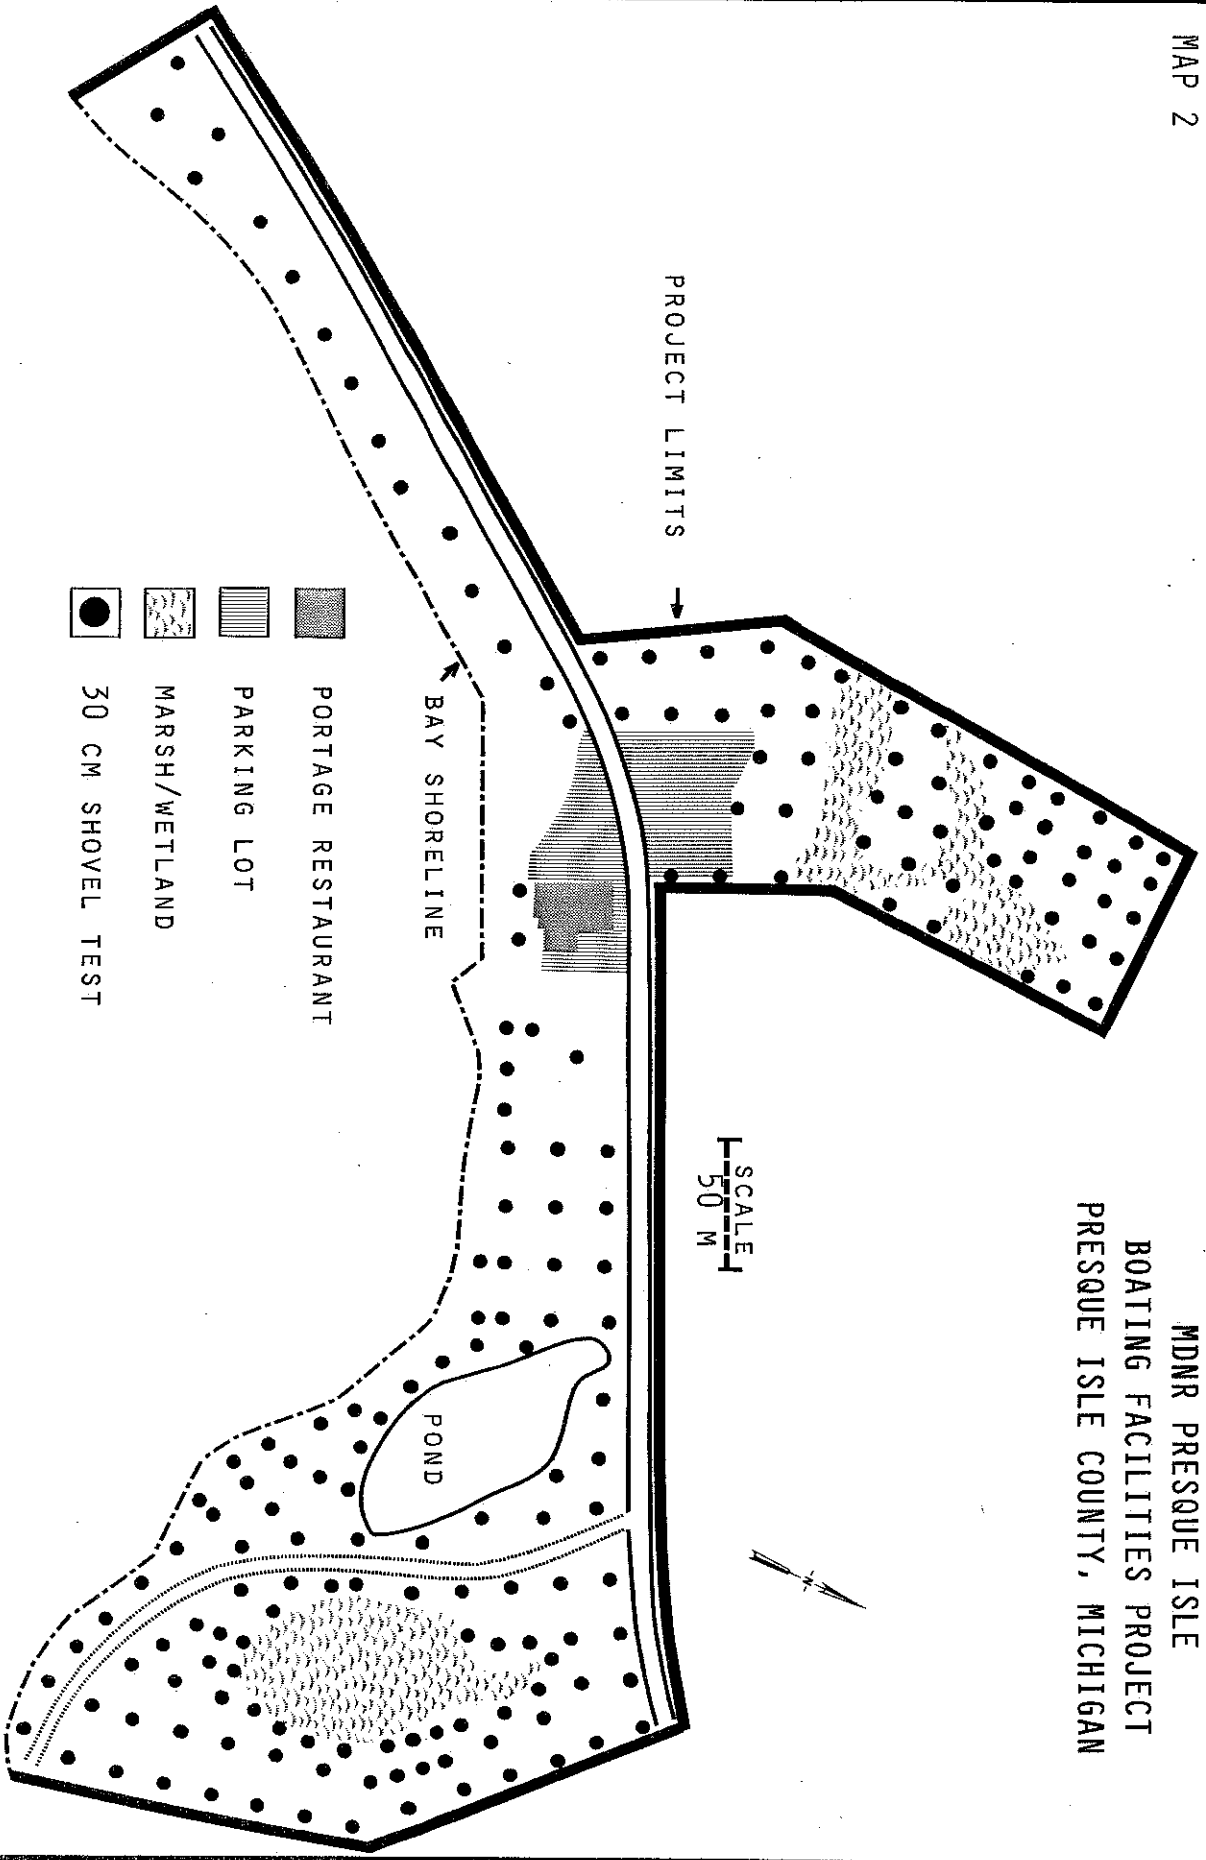 MAP 2
MDNR PRESQUE ISLE
BOATING FACILITIES PROJECT
PRESQUE ISLE COUNTY, MICHIGAN
PROJECT LIMITS
SCALE
50 M
N
BAY SHORELINE
POND
PORTAGE RESTAURANT
PARKING LOT
MARSH/WETLAND
30 CM SHOVEL TEST